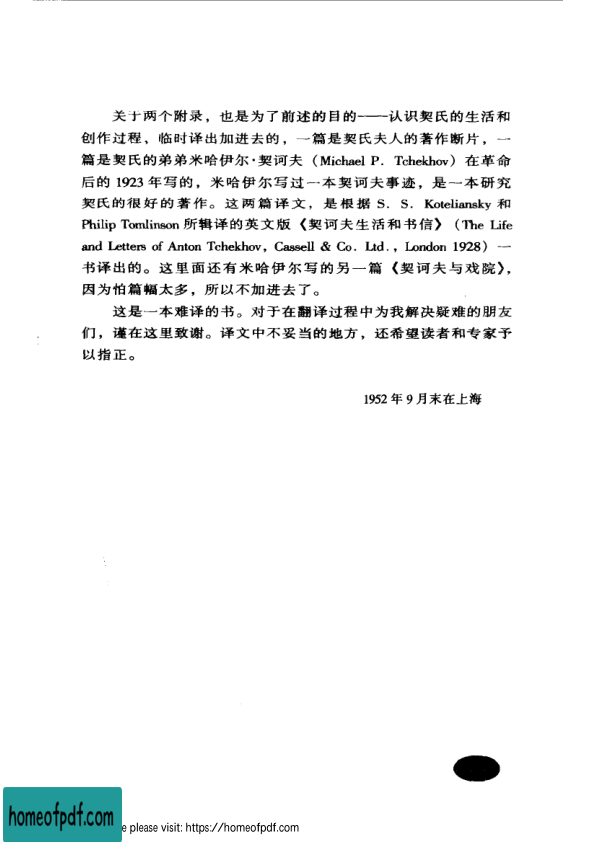 关于两个附录，也是为了前述的目的——认识契氏的生活和
创作过程，临时译出加进去的，一篇是契氏夫人的著作断片，一
篇是契氏的弟弟米哈伊尔·契诃夫（Michael P. Tchekhov）在革命
后的 1923 年写的，米哈伊尔写过一本契诃夫事迹，是一本研究
契氏的很好的著作。这两篇译文，是根据 S. S. Koteliansky 和
Philip Tomlinson 所辑译的英文版《契诃夫生活和书信》（The Life
and Letters of Anton Tchekhov, Cassell & Co. Ltd., London 1928）一
书译出的。这里面还有米哈伊尔写的另一篇《契诃夫与戏院》，
因为怕篇幅太多，所以不加进去了。
这是一本难译的书。对于在翻译过程中为我解决疑难的朋友
们，谨在这里致谢。译文中不妥当的地方，还希望读者和专家予
以指正。
1952 年 9 月末在上海
homeofpdf.com
e please visit: https://homeofpdf.com